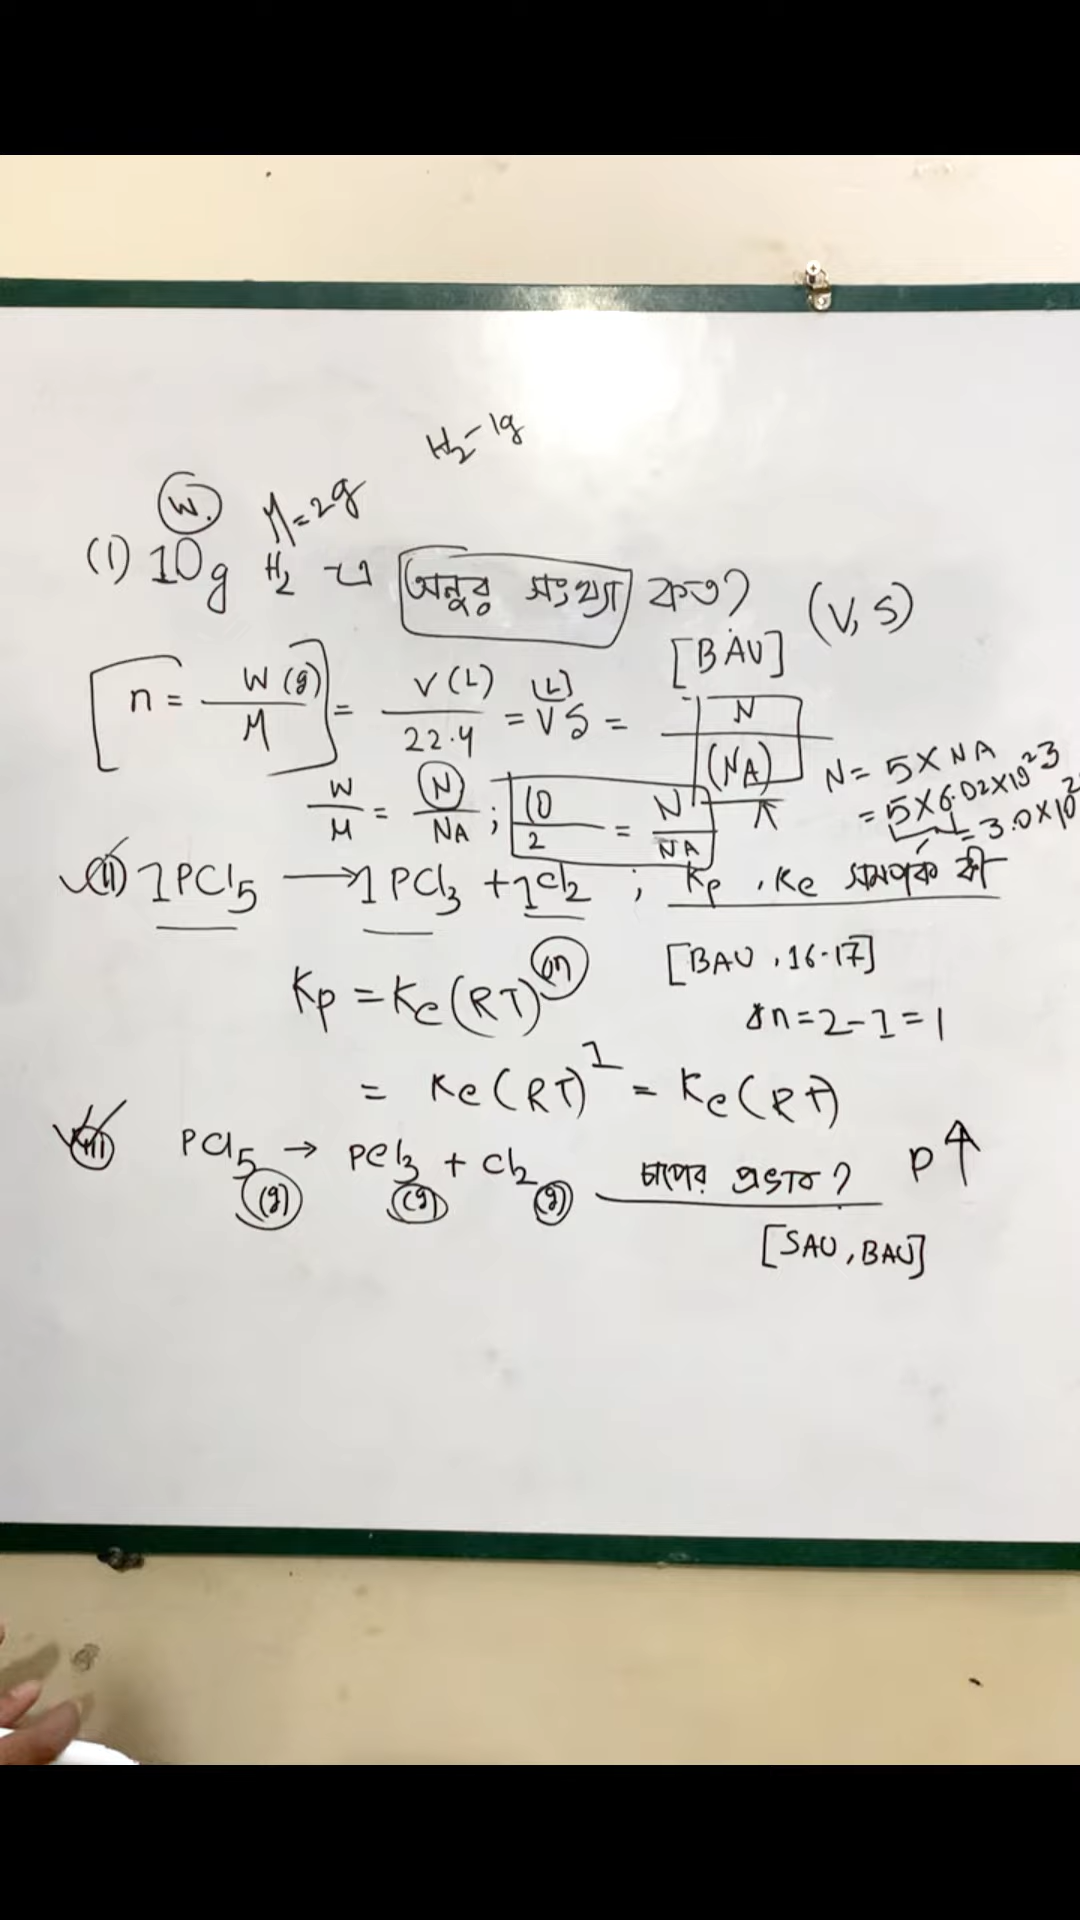 H₂ - 1g
W. M = 2g
(i) 10g H₂ এ অনুর সংখ্যা কত? (V, S)
[BAU]
n = W(g)/M = V(L)/22.4 = V(L) S = N/(NA)
W/M = N/NA ; 10/2 = N/NA
N = 5 × NA
= 5×6.02×10²³
= 3.0×10²
(ii) 1PCl₅ → 1PCl₃ + 1Cl₂ ; Kp, Kc সম্পর্ক কী
[BAU, 16-17]
Kp = Kc (RT)
Δn = 2 - 1 = 1
= Kc (RT)¹ = Kc (RT)
(iii) PCl₅(g) → PCl₃(g) + Cl₂(g) চাপের প্রভাব? P↑
[SAU, BAU]